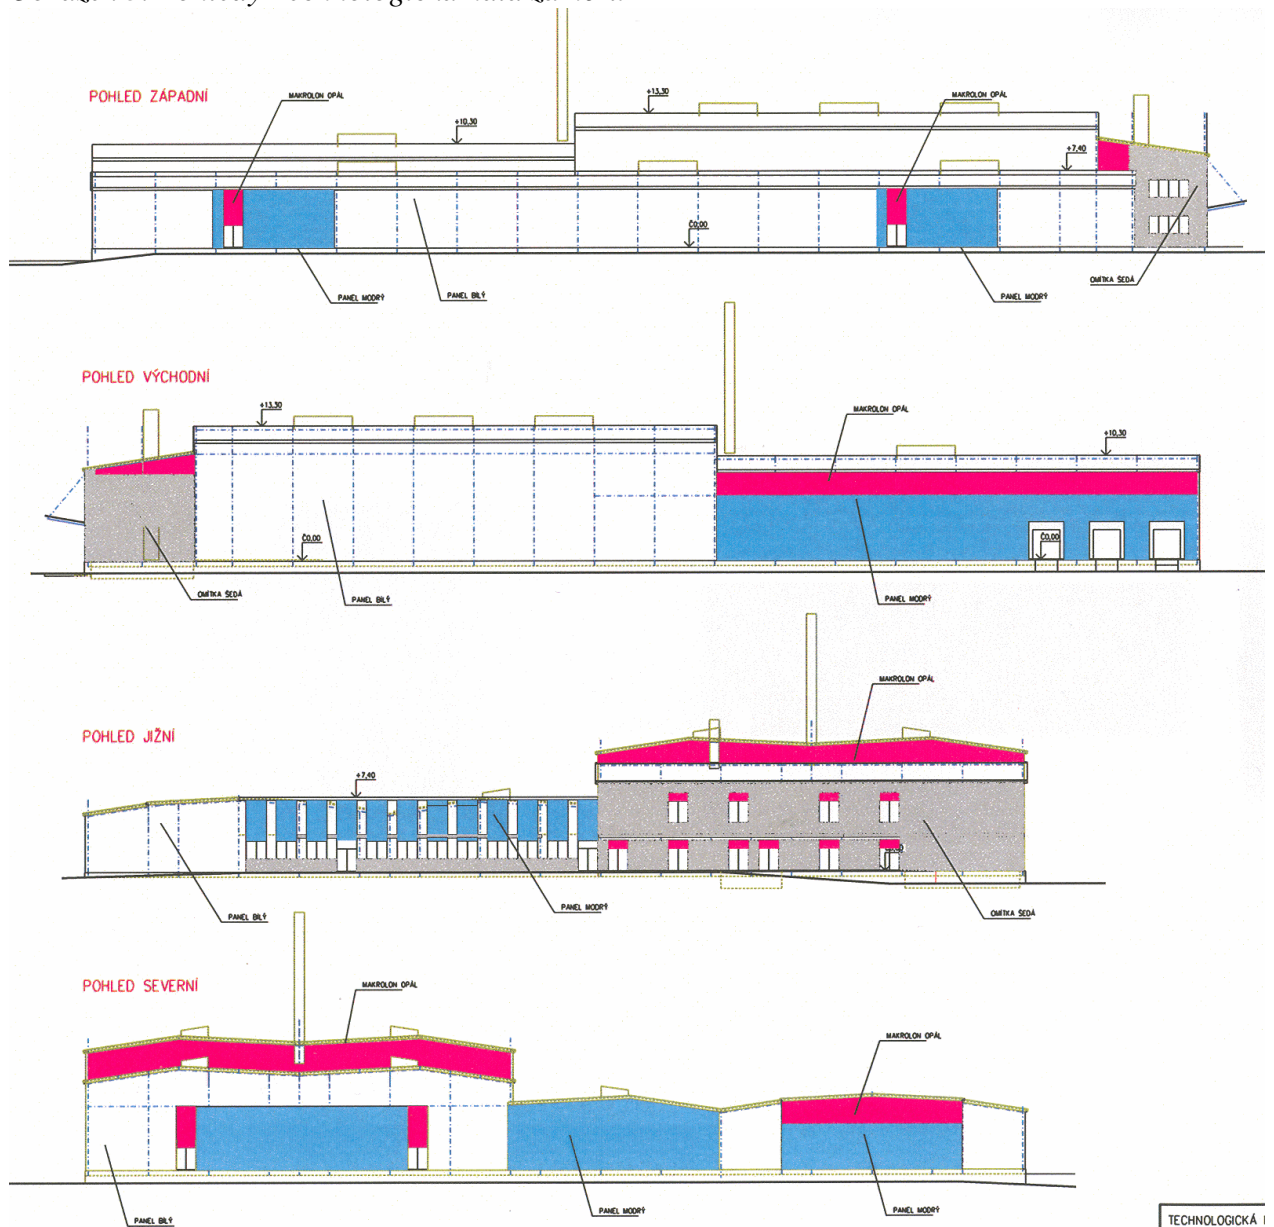 POHLED ZÁPADNÍ
MAKROLON OPÁL
+10,30
+13,30
MAKROLON OPÁL
+7,40
Č0,00
PANEL MODRÝ
PANEL BÍLÝ
PANEL MODRÝ
OMÍTKA ŠEDÁ
POHLED VÝCHODNÍ
+13,30
MAKROLON OPÁL
+10,30
Č0,00
Č0,00
OMÍTKA ŠEDÁ
PANEL BÍLÝ
PANEL MODRÝ
POHLED JIŽNÍ
MAKROLON OPÁL
+7,40
PANEL BÍLÝ
PANEL MODRÝ
OMÍTKA ŠEDÁ
POHLED SEVERNÍ
MAKROLON OPÁL
MAKROLON OPÁL
PANEL BÍLÝ
PANEL MODRÝ
PANEL MODRÝ
TECHNOLOGICKÁ